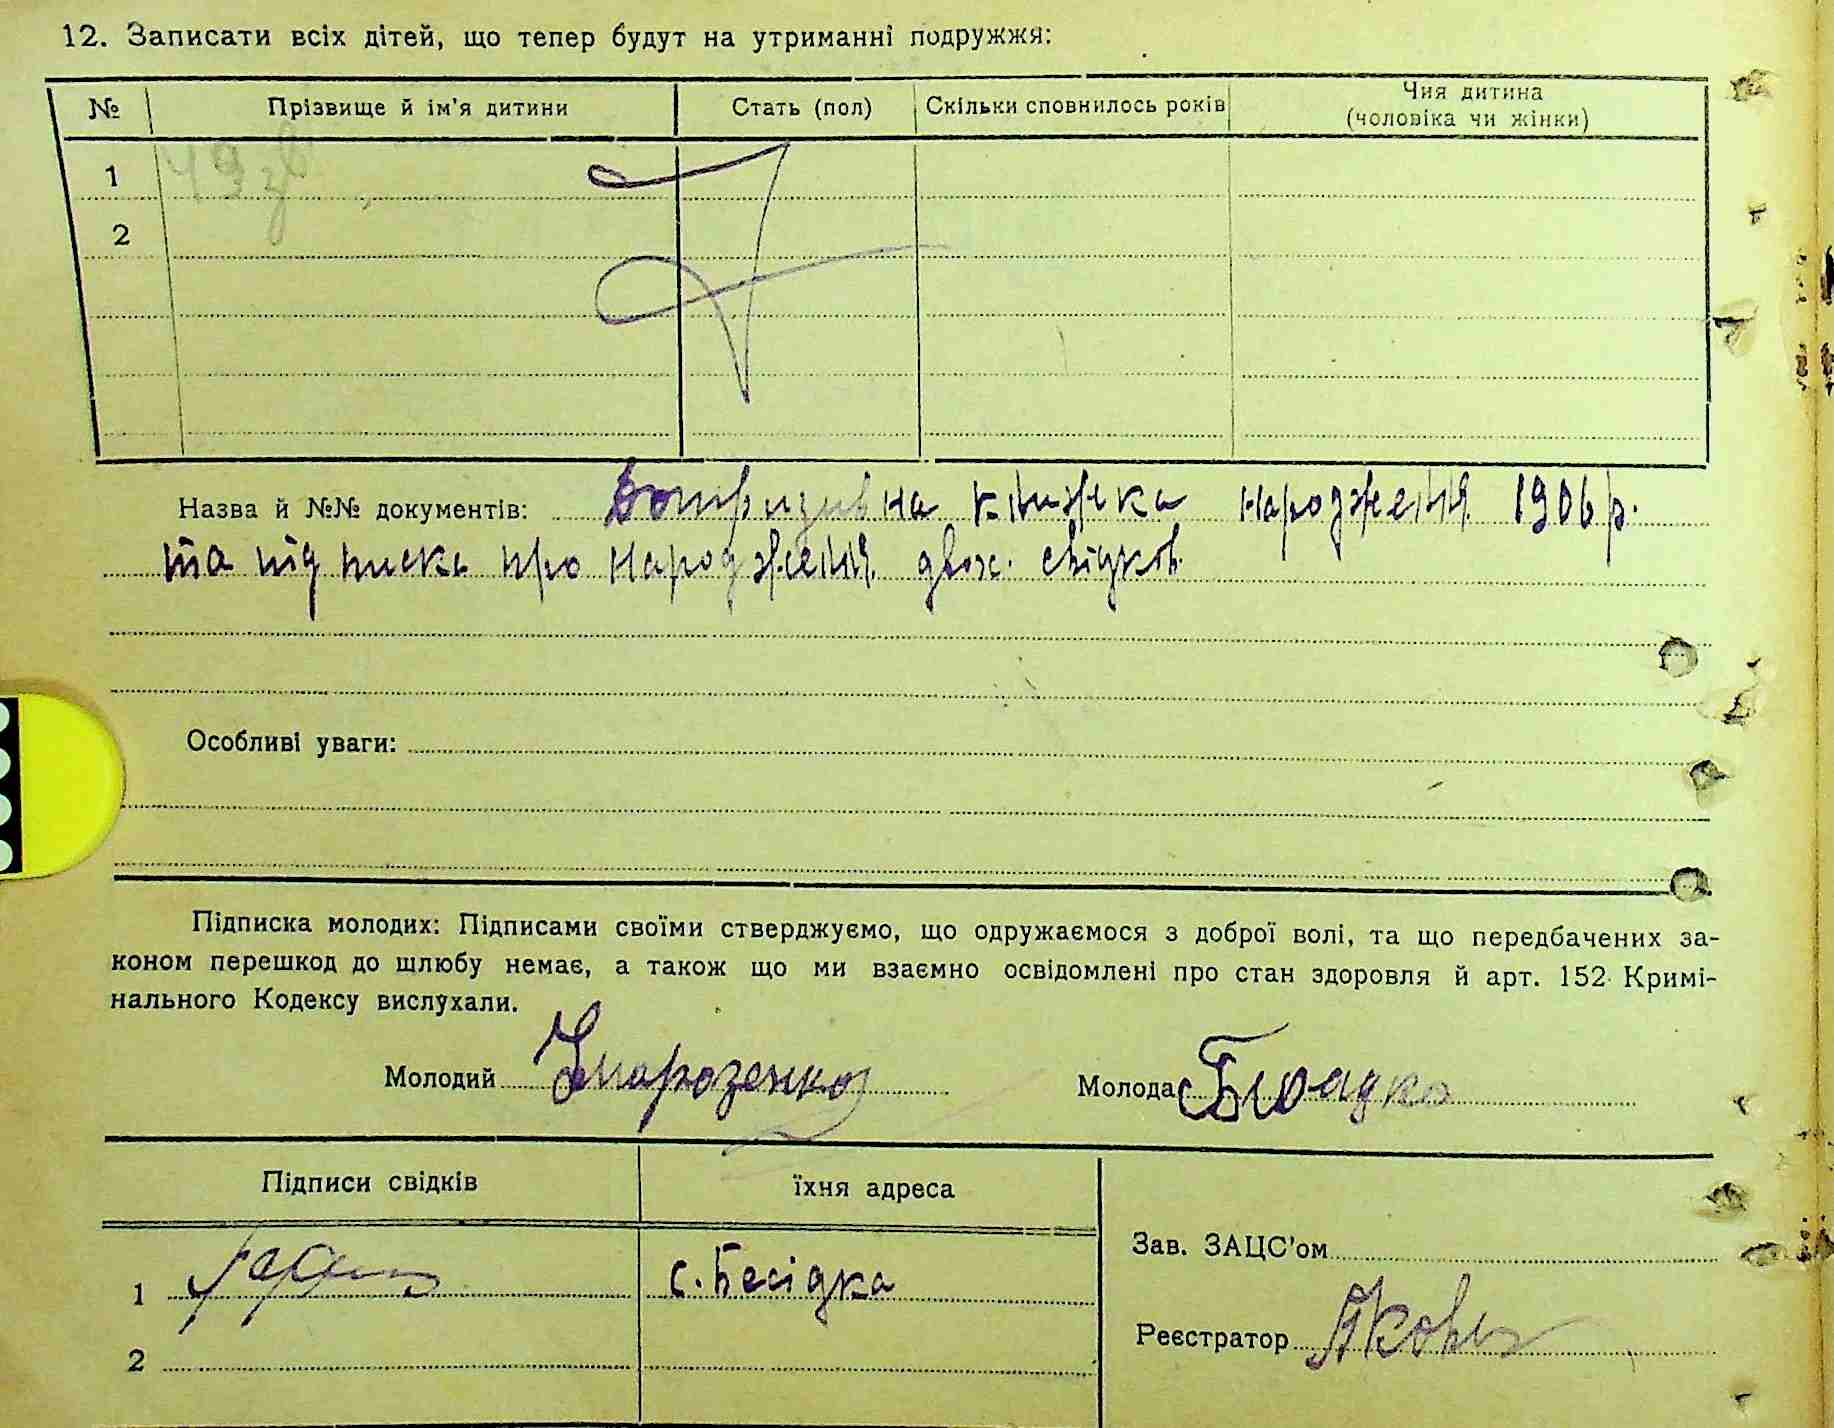 12. Записати всіх дітей, що тепер будут на утриманні подружжя:
№ Прізвище й ім'я дитини Стать (пол) Скільки сповнилось років Чия дитина
(чоловіка чи жінки)
1
2
Назва й №№ документів: Допризивна книжка народження 1906 р.
та підписка про народження двох свідків.
Особливі уваги:
Підписка молодих: Підписами своїми стверджуємо, що одружаємося з доброї волі, та що передбачених за-
коном перешкод до шлюбу немає, а також що ми взаємно освідомлені про стан здоровля й арт. 152 Кримі-
нального Кодексу вислухали.
Молодий Молода
Підписи свідків їхня адреса
Зав. ЗАЦС'ом
1 с. Бесідка
Реєстратор
2